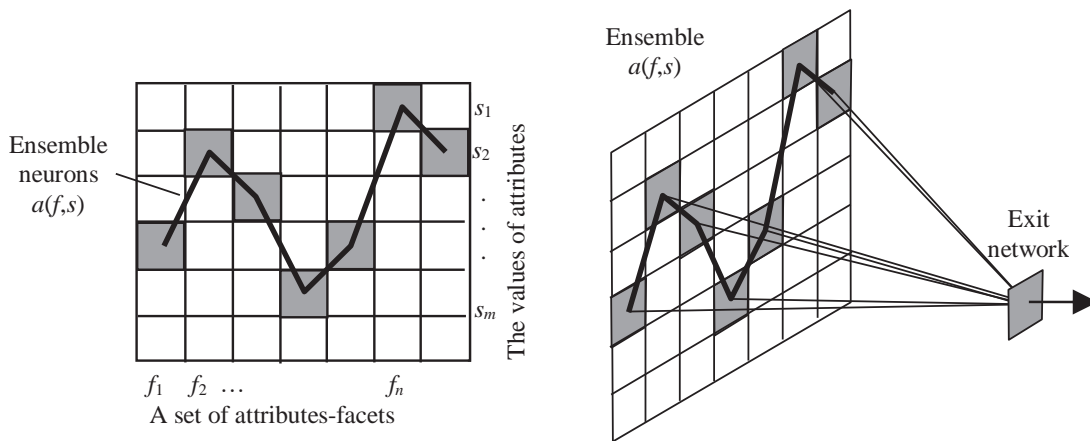 Ensemble
neurons
a(f,s)
s1
s2
.
.
.
sm
The values of attributes
f1 f2 … fn
A set of attributes-facets
Ensemble
a(f,s)
Exit
network